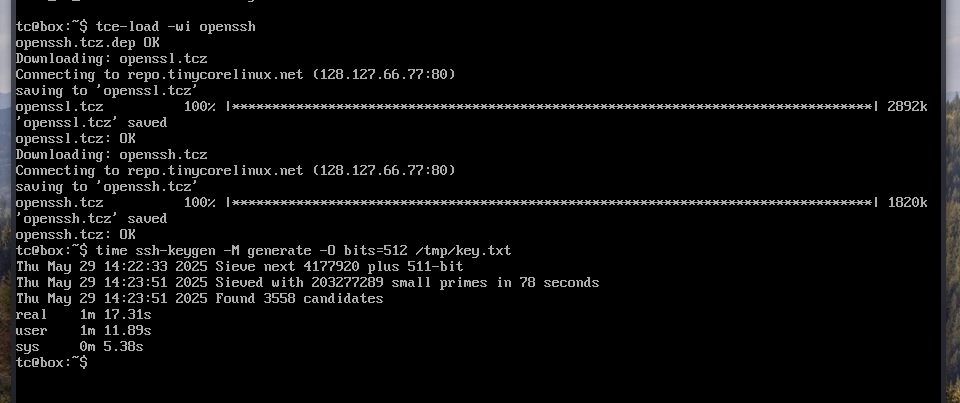 tc@box:~$ tce-load -wi openssh
openssh.tcz.dep OK
Downloading: openssl.tcz
Connecting to repo.tinycorelinux.net (128.127.66.77:80)
saving to 'openssl.tcz'
openssl.tcz          100% |********************************************************************************| 2892k
'openssl.tcz' saved
openssl.tcz: OK
Downloading: openssh.tcz
Connecting to repo.tinycorelinux.net (128.127.66.77:80)
saving to 'openssh.tcz'
openssh.tcz          100% |********************************************************************************| 1820k
'openssh.tcz' saved
openssh.tcz: OK
tc@box:~$ time ssh-keygen -M generate -O bits=512 /tmp/key.txt
Thu May 29 14:22:33 2025 Sieve next 4177920 plus 511-bit
Thu May 29 14:23:51 2025 Sieved with 203277289 small primes in 78 seconds
Thu May 29 14:23:51 2025 Found 3558 candidates
real    1m 17.31s
user    1m 11.89s
sys     0m 5.38s
tc@box:~$